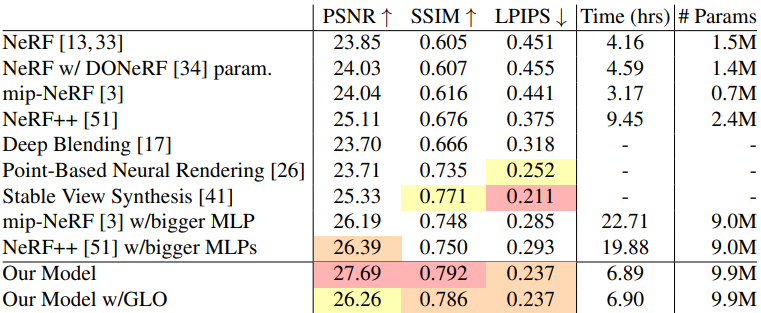 PSNR ↑ SSIM ↑ LPIPS ↓ Time (hrs) # Params
NeRF [13,33] 23.85 0.605 0.451 4.16 1.5M
NeRF w/ DONeRF [34] param. 24.03 0.607 0.455 4.59 1.4M
mip-NeRF [3] 24.04 0.616 0.441 3.17 0.7M
NeRF++ [51] 25.11 0.676 0.375 9.45 2.4M
Deep Blending [17] 23.70 0.666 0.318 - -
Point-Based Neural Rendering [26] 23.71 0.735 0.252 - -
Stable View Synthesis [41] 25.33 0.771 0.211 - -
mip-NeRF [3] w/bigger MLP 26.19 0.748 0.285 22.71 9.0M
NeRF++ [51] w/bigger MLPs 26.39 0.750 0.293 19.88 9.0M
Our Model 27.69 0.792 0.237 6.89 9.9M
Our Model w/GLO 26.26 0.786 0.237 6.90 9.9M